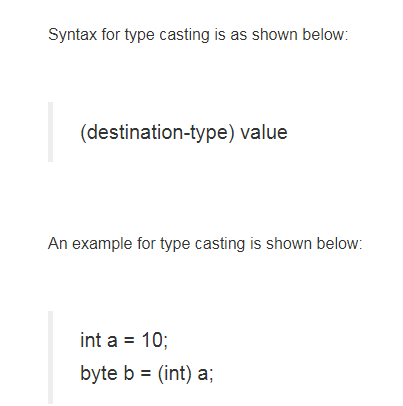 Syntax for type casting is as shown below:
(destination-type) value
An example for type casting is shown below:
int a = 10;
byte b = (int) a;